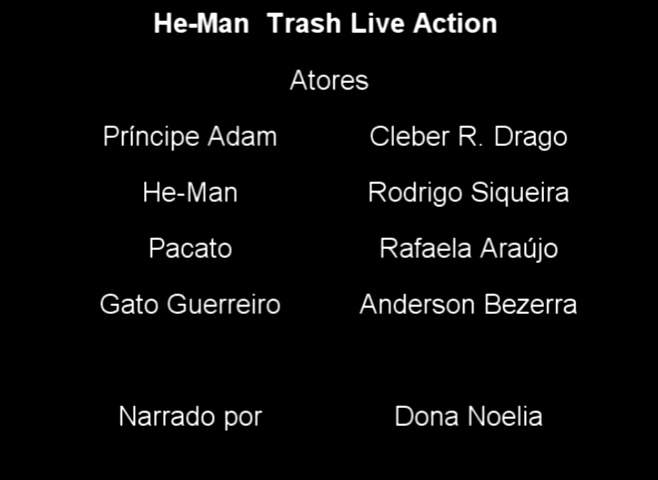 He-Man Trash Live Action
Atores
Príncipe Adam Cleber R. Drago
He-Man Rodrigo Siqueira
Pacato Rafaela Araújo
Gato Guerreiro Anderson Bezerra
Narrado por Dona Noelia